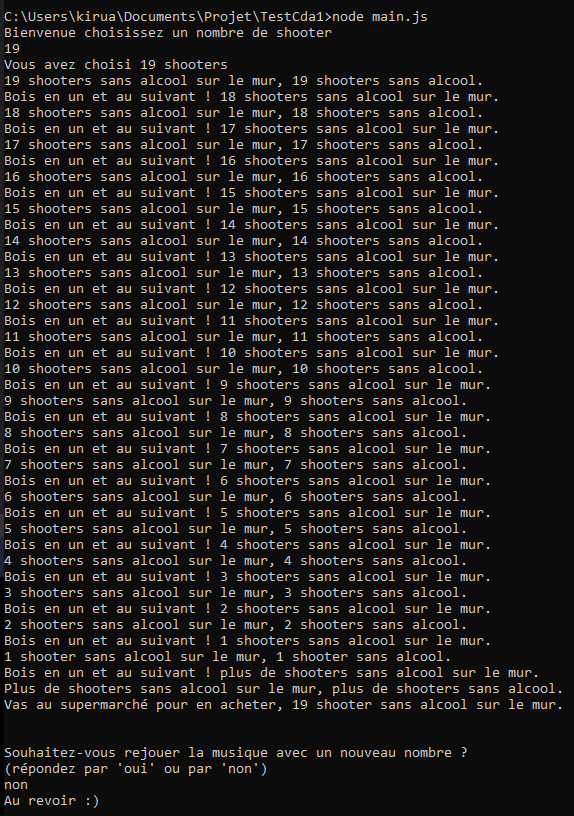 C:\Users\kirua\Documents\Projet\TestCda1>node main.js
Bienvenue choisissez un nombre de shooter
19
Vous avez choisi 19 shooters
19 shooters sans alcool sur le mur, 19 shooters sans alcool.
Bois en un et au suivant ! 18 shooters sans alcool sur le mur.
18 shooters sans alcool sur le mur, 18 shooters sans alcool.
Bois en un et au suivant ! 17 shooters sans alcool sur le mur.
17 shooters sans alcool sur le mur, 17 shooters sans alcool.
Bois en un et au suivant ! 16 shooters sans alcool sur le mur.
16 shooters sans alcool sur le mur, 16 shooters sans alcool.
Bois en un et au suivant ! 15 shooters sans alcool sur le mur.
15 shooters sans alcool sur le mur, 15 shooters sans alcool.
Bois en un et au suivant ! 14 shooters sans alcool sur le mur.
14 shooters sans alcool sur le mur, 14 shooters sans alcool.
Bois en un et au suivant ! 13 shooters sans alcool sur le mur.
13 shooters sans alcool sur le mur, 13 shooters sans alcool.
Bois en un et au suivant ! 12 shooters sans alcool sur le mur.
12 shooters sans alcool sur le mur, 12 shooters sans alcool.
Bois en un et au suivant ! 11 shooters sans alcool sur le mur.
11 shooters sans alcool sur le mur, 11 shooters sans alcool.
Bois en un et au suivant ! 10 shooters sans alcool sur le mur.
10 shooters sans alcool sur le mur, 10 shooters sans alcool.
Bois en un et au suivant ! 9 shooters sans alcool sur le mur.
9 shooters sans alcool sur le mur, 9 shooters sans alcool.
Bois en un et au suivant ! 8 shooters sans alcool sur le mur.
8 shooters sans alcool sur le mur, 8 shooters sans alcool.
Bois en un et au suivant ! 7 shooters sans alcool sur le mur.
7 shooters sans alcool sur le mur, 7 shooters sans alcool.
Bois en un et au suivant ! 6 shooters sans alcool sur le mur.
6 shooters sans alcool sur le mur, 6 shooters sans alcool.
Bois en un et au suivant ! 5 shooters sans alcool sur le mur.
5 shooters sans alcool sur le mur, 5 shooters sans alcool.
Bois en un et au suivant ! 4 shooters sans alcool sur le mur.
4 shooters sans alcool sur le mur, 4 shooters sans alcool.
Bois en un et au suivant ! 3 shooters sans alcool sur le mur.
3 shooters sans alcool sur le mur, 3 shooters sans alcool.
Bois en un et au suivant ! 2 shooters sans alcool sur le mur.
2 shooters sans alcool sur le mur, 2 shooters sans alcool.
Bois en un et au suivant ! 1 shooters sans alcool sur le mur.
1 shooter sans alcool sur le mur, 1 shooter sans alcool.
Bois en un et au suivant ! plus de shooters sans alcool sur le mur.
Plus de shooters sans alcool sur le mur, plus de shooters sans alcool.
Vas au supermarché pour en acheter, 19 shooter sans alcool sur le mur.
Souhaitez-vous rejouer la musique avec un nouveau nombre ?
(répondez par 'oui' ou par 'non')
non
Au revoir :)